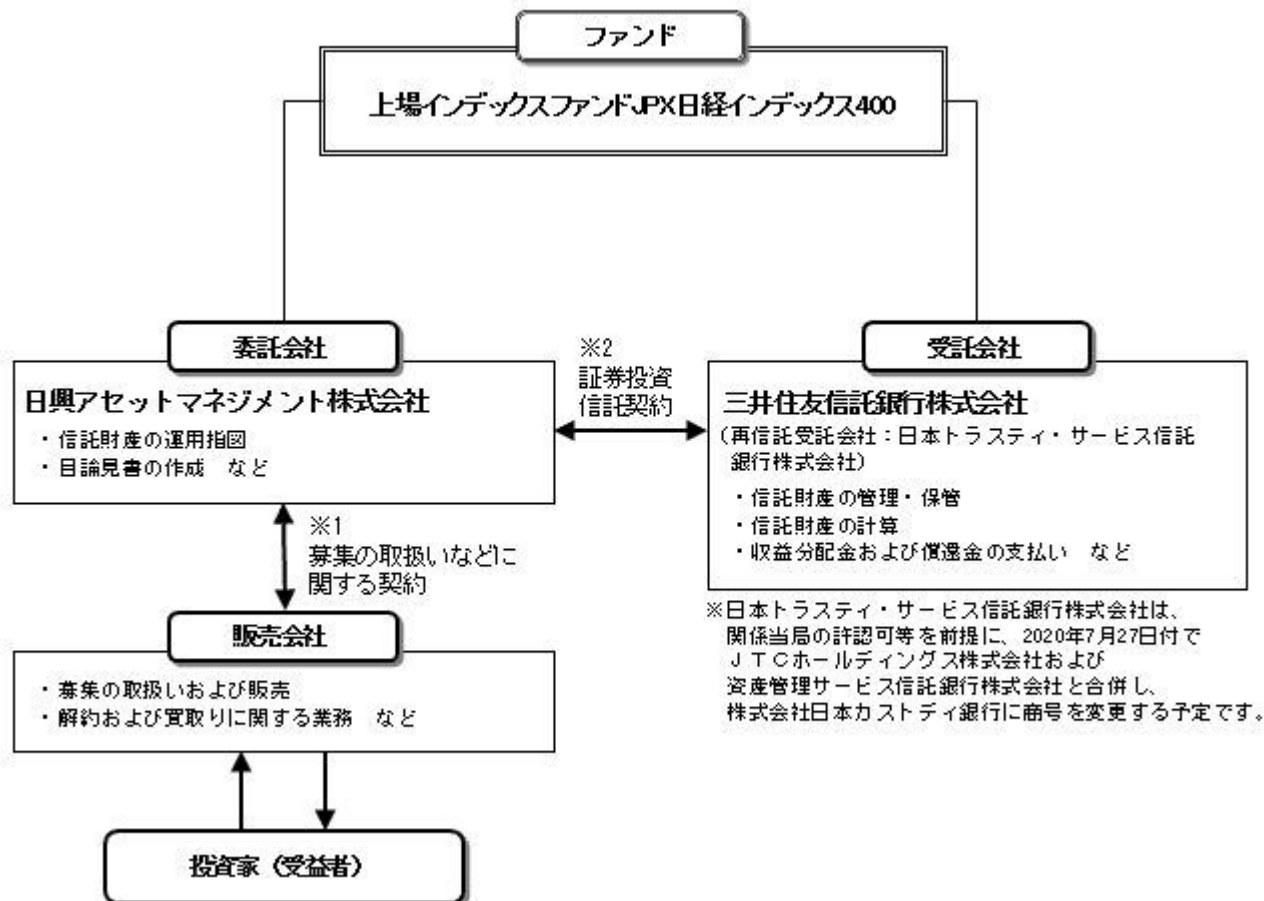 ファンド
上場インデックスファンドJPX日経インデックス400
委託会社
日興アセットマネジメント株式会社
・信託財産の運用指図
・目論見書の作成　など
※2
証券投資
信託契約
受託会社
三井住友信託銀行株式会社
（再信託受託会社：日本トラスティ・サービス信託
銀行株式会社）
・信託財産の管理・保管
・信託財産の計算
・収益分配金および償還金の支払い　など
※1
募集の取扱いなどに
関する契約
※日本トラスティ・サービス信託銀行株式会社は、
関係当局の許認可等を前提に、2020年7月27日付で
ＪＴＣホールディングス株式会社および
資産管理サービス信託銀行株式会社と合併し、
株式会社日本カストディ銀行に商号を変更する予定です。
販売会社
・募集の取扱いおよび販売
・解約および買取りに関する業務　など
投資家（受益者）